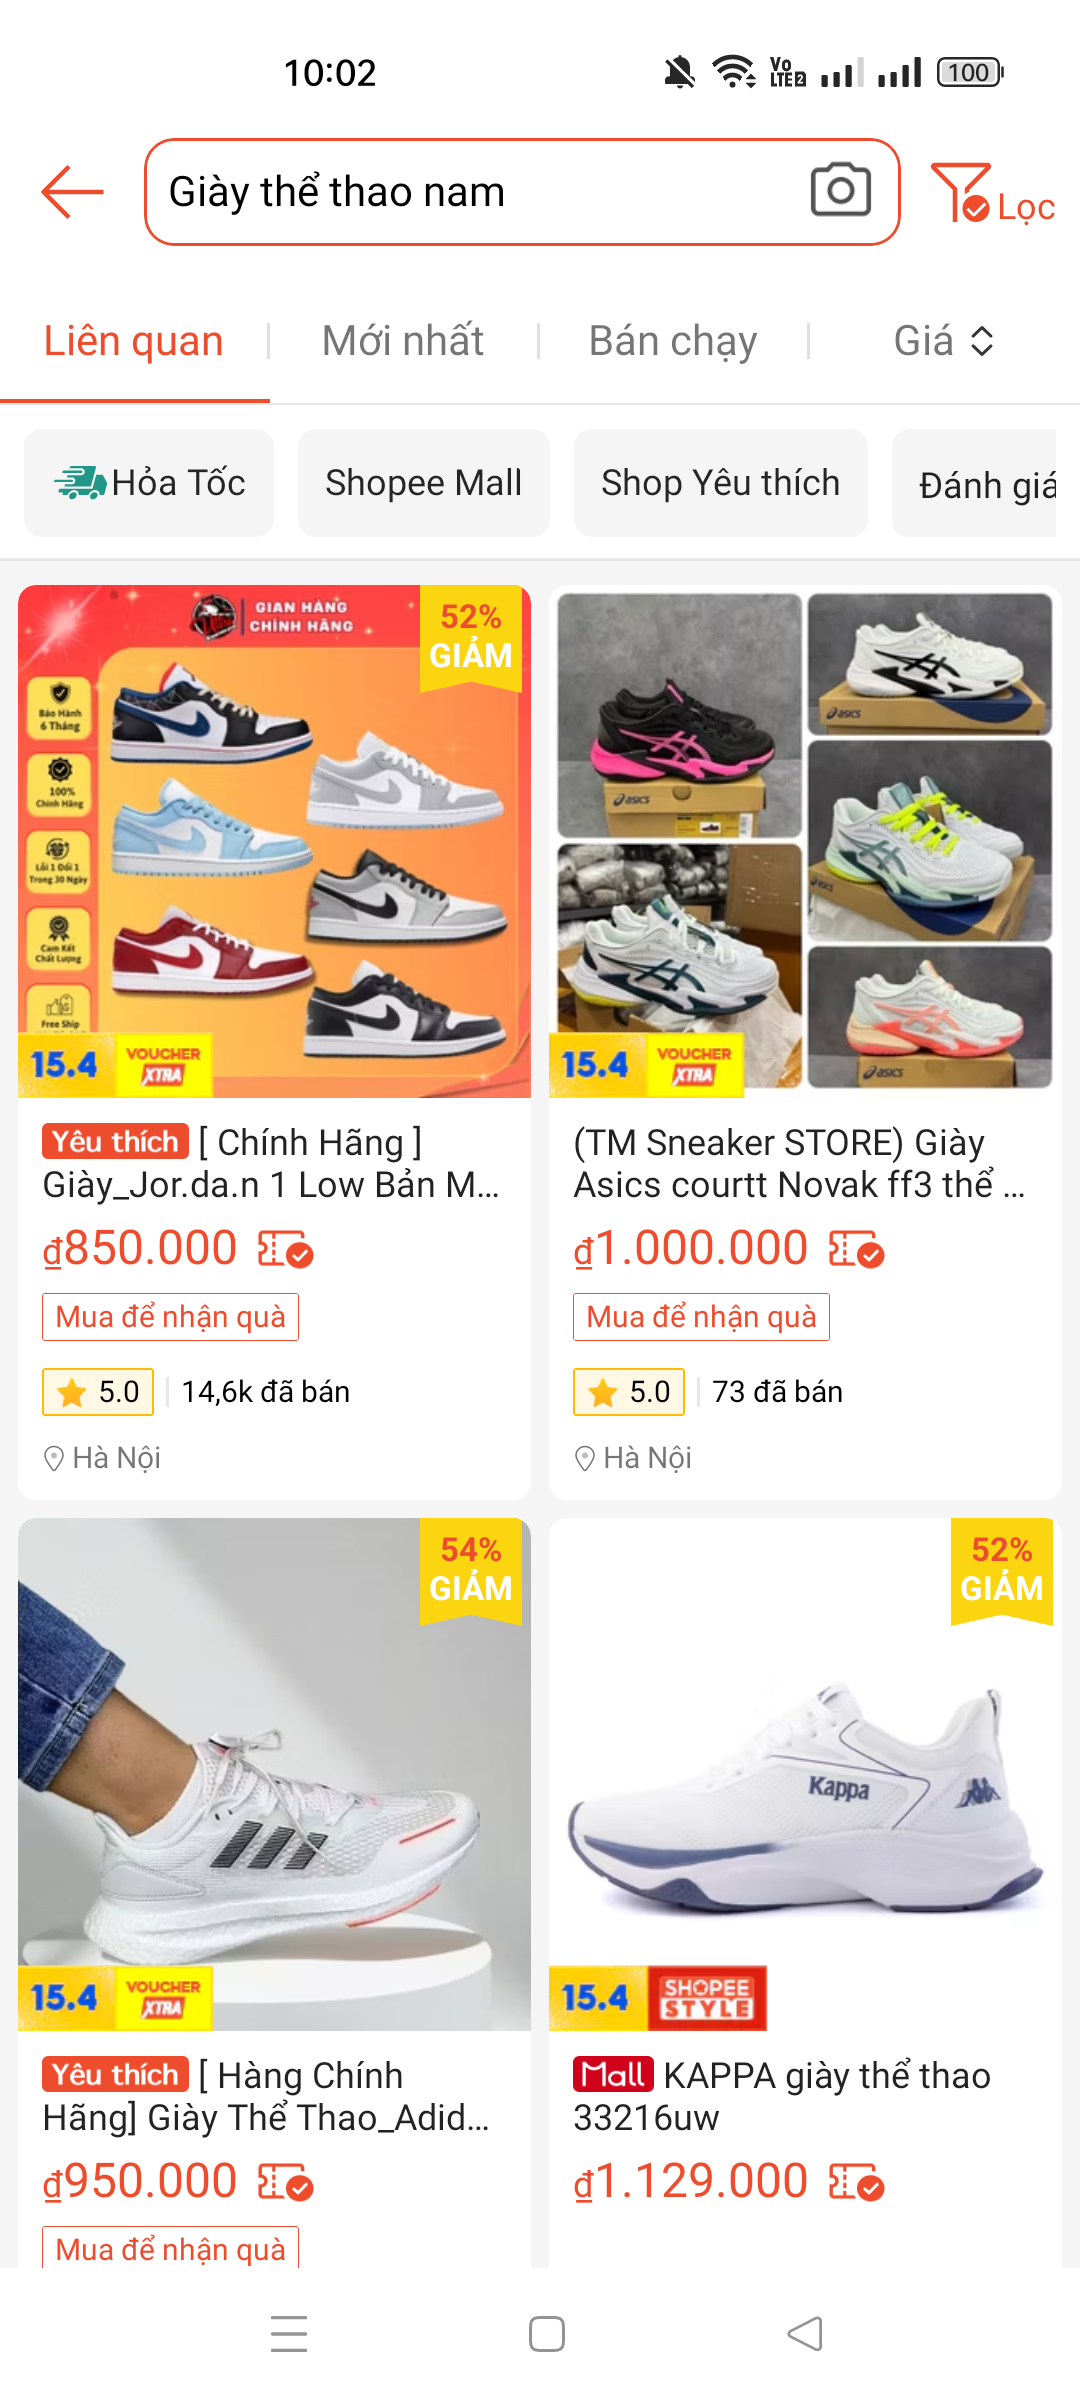 10:02
Vo
LTE 2
100
Giày thể thao nam
Lọc
Liên quan
Mới nhất
Bán chạy
Giá
Hỏa Tốc
Shopee Mall
Shop Yêu thích
Đánh giá
GIAN HÀNG
CHÍNH HÃNG
52%
GIẢM
Bảo Hành
6 Tháng
100%
Chính Hãng
Lỗi 1 Đổi 1
Trong 30 Ngày
Cam Kết
Chất Lượng
Free Ship
15.4
VOUCHER
XTRA
asics
asics
asics
asics
15.4
VOUCHER
XTRA
Yêu thích [ Chính Hãng ]
Giày_Jor.da.n 1 Low Bản M...
₫850.000
Mua để nhận quà
5.0
14,6k đã bán
Hà Nội
(TM Sneaker STORE) Giày
Asics courtt Novak ff3 thể ...
₫1.000.000
Mua để nhận quà
5.0
73 đã bán
Hà Nội
54%
GIẢM
15.4
VOUCHER
XTRA
52%
GIẢM
Kappa
15.4
SHOPEE
STYLE
Yêu thích [ Hàng Chính
Hãng] Giày Thể Thao_Adid...
₫950.000
Mua để nhận quà
Mall KAPPA giày thể thao
33216uw
₫1.129.000